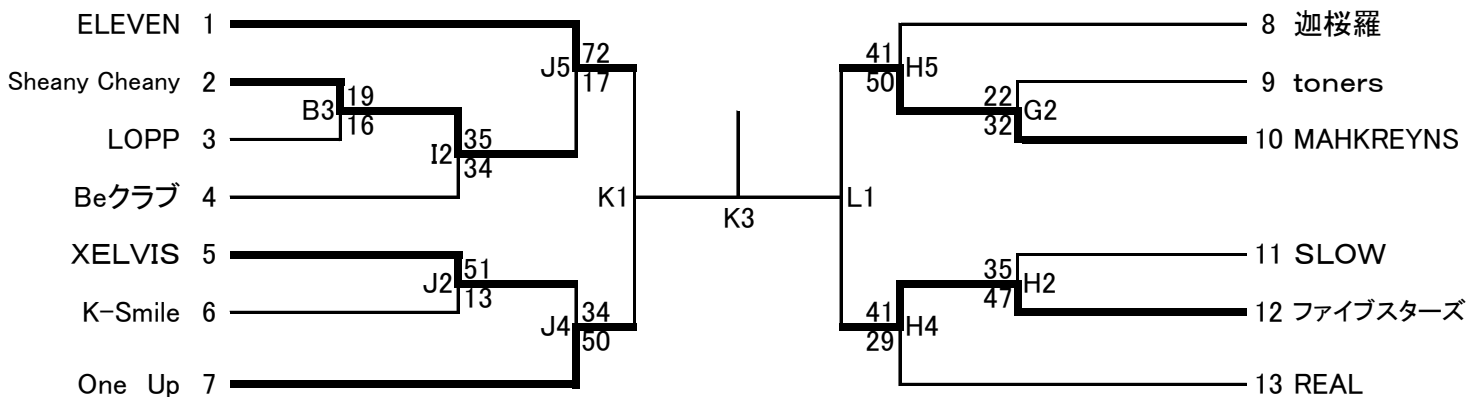 ELEVEN 1
Sheany Cheany 2
LOPP 3
Beクラブ 4
XELVIS 5
K-Smile 6
One Up 7
B3
19
16
I2
35
34
J5
72
17
J2
51
13
J4
34
50
K1
K3
L1
41
50
H5
22
32
G2
35
47
H2
41
29
H4
8 迦桜羅
9 toners
10 MAHKREYNS
11 SLOW
12 ファイブスターズ
13 REAL